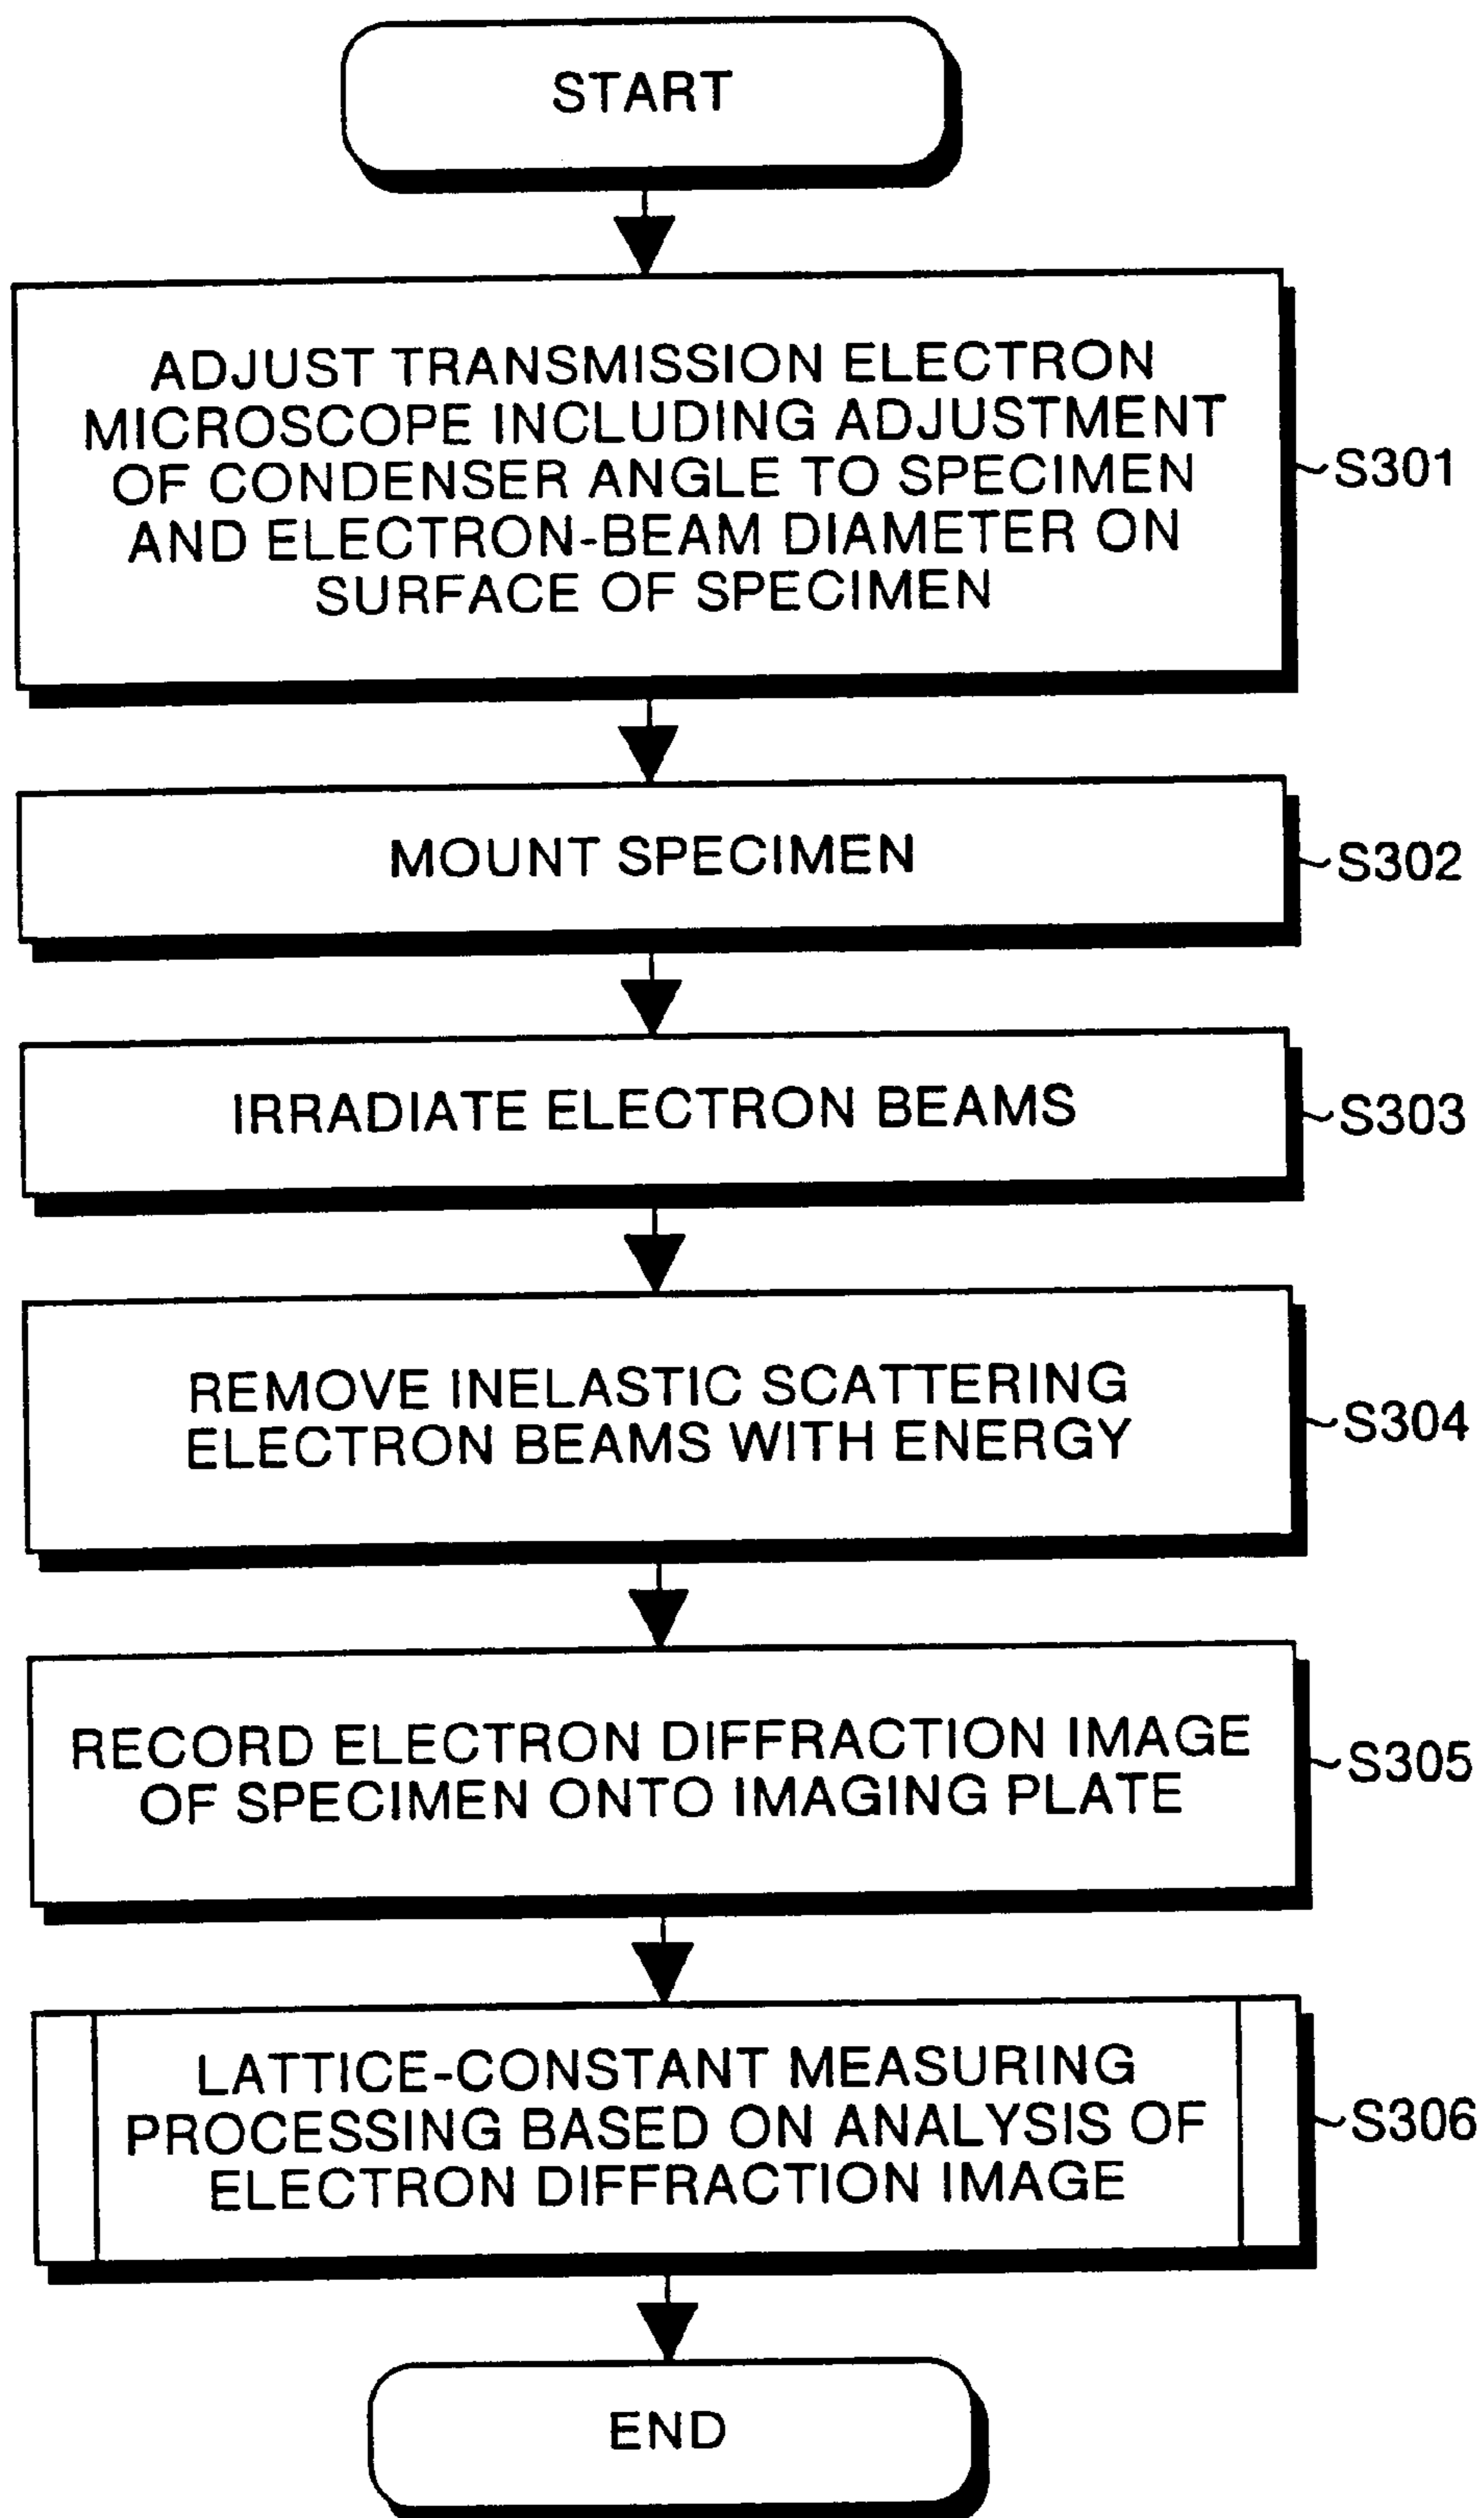 START
ADJUST TRANSMISSION ELECTRON
MICROSCOPE INCLUDING ADJUSTMENT
OF CONDENSER ANGLE TO SPECIMEN
AND ELECTRON-BEAM DIAMETER ON
SURFACE OF SPECIMEN
S301
MOUNT SPECIMEN
S302
IRRADIATE ELECTRON BEAMS
S303
REMOVE INELASTIC SCATTERING
ELECTRON BEAMS WITH ENERGY
S304
RECORD ELECTRON DIFFRACTION IMAGE
OF SPECIMEN ONTO IMAGING PLATE
S305
LATTICE-CONSTANT MEASURING
PROCESSING BASED ON ANALYSIS OF
ELECTRON DIFFRACTION IMAGE
S306
END